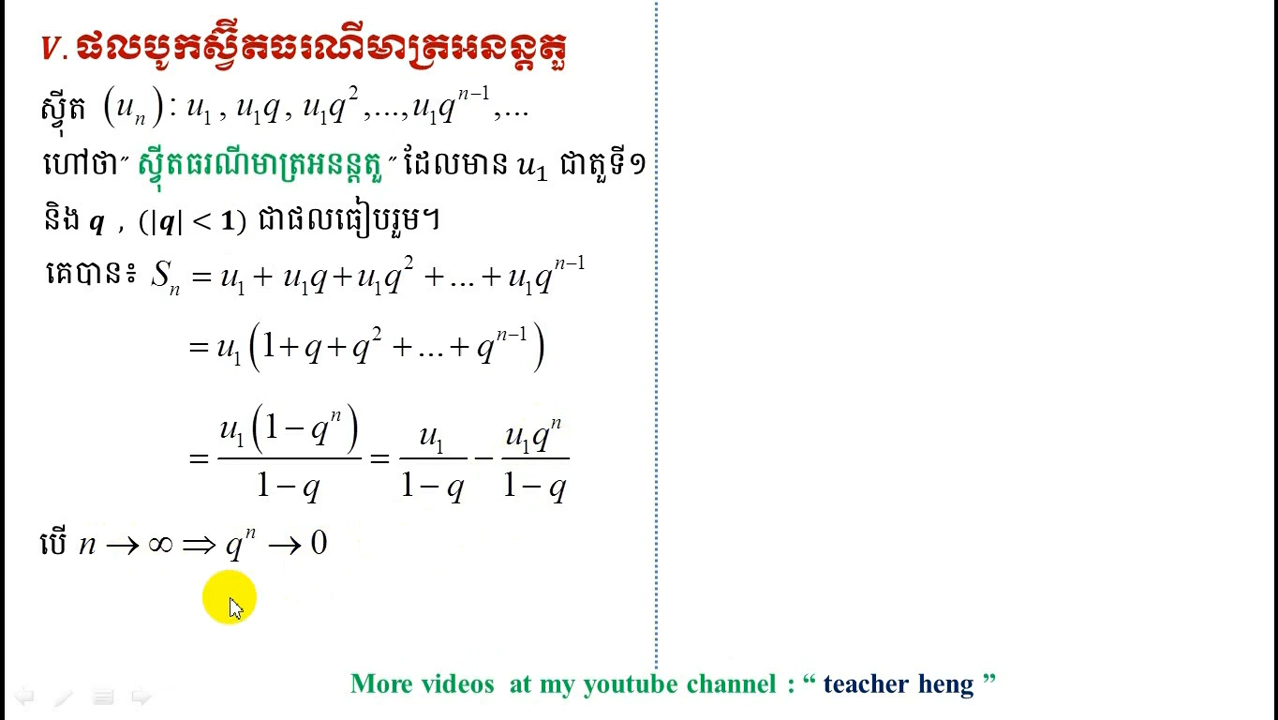 V. ផលបូកស្វ៊ីតធរណីមាត្រអនន្តតួ
ស្វ៊ីុត (uₙ): u₁, u₁q, u₁q²,...,u₁qⁿ⁻¹,...
ហៅថា“ ស្វ៊ីុតធរណីមាត្រអនន្តតួ ” ដែលមាន u₁ ជាតួទី១
និង q , (|q| < 1) ជាផលធៀបរួម។
គេបាន៖ Sₙ = u₁ + u₁q + u₁q² + ... + u₁qⁿ⁻¹
= u₁(1+q+q² + ... + qⁿ⁻¹)
= u₁(1−qⁿ)/(1−q) = u₁/(1−q) − u₁qⁿ/(1−q)
បើ n → ∞ ⇒ qⁿ → 0
More videos at my youtube channel : “ teacher heng ”